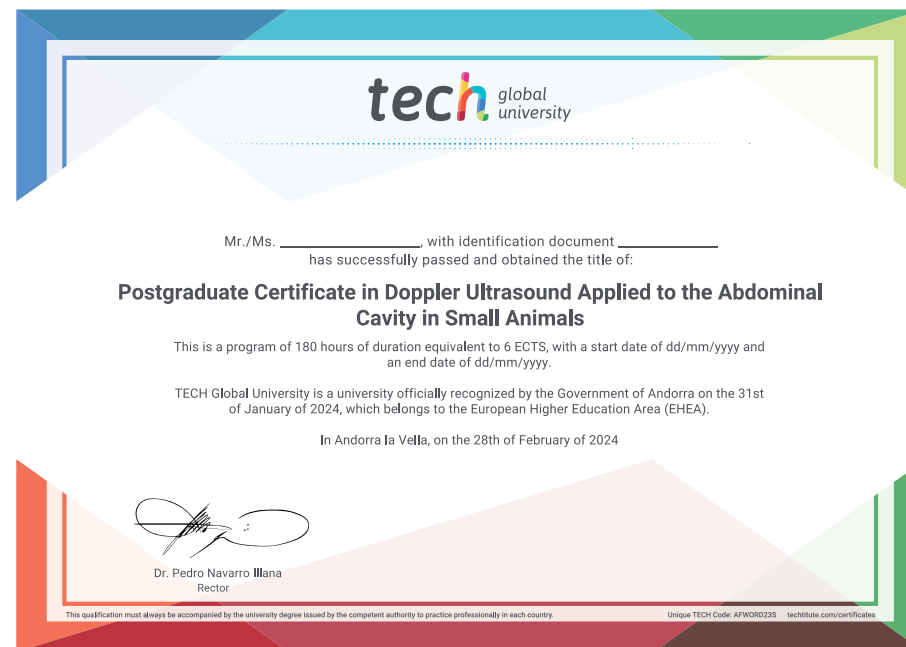 tech global
university
Mr./Ms. ____________________, with identification document ______________
has successfully passed and obtained the title of:
Postgraduate Certificate in Doppler Ultrasound Applied to the Abdominal
Cavity in Small Animals
This is a program of 180 hours of duration equivalent to 6 ECTS, with a start date of dd/mm/yyyy and
an end date of dd/mm/yyyy.
TECH Global University is a university officially recognized by the Government of Andorra on the 31st
of January of 2024, which belongs to the European Higher Education Area (EHEA).
In Andorra la Vella, on the 28th of February of 2024
Dr. Pedro Navarro Illana
Rector
This qualification must always be accompanied by the university degree issued by the competent authority to practice professionally in each country. Unique TECH Code: AFWORD23S techtitute.com/certificates